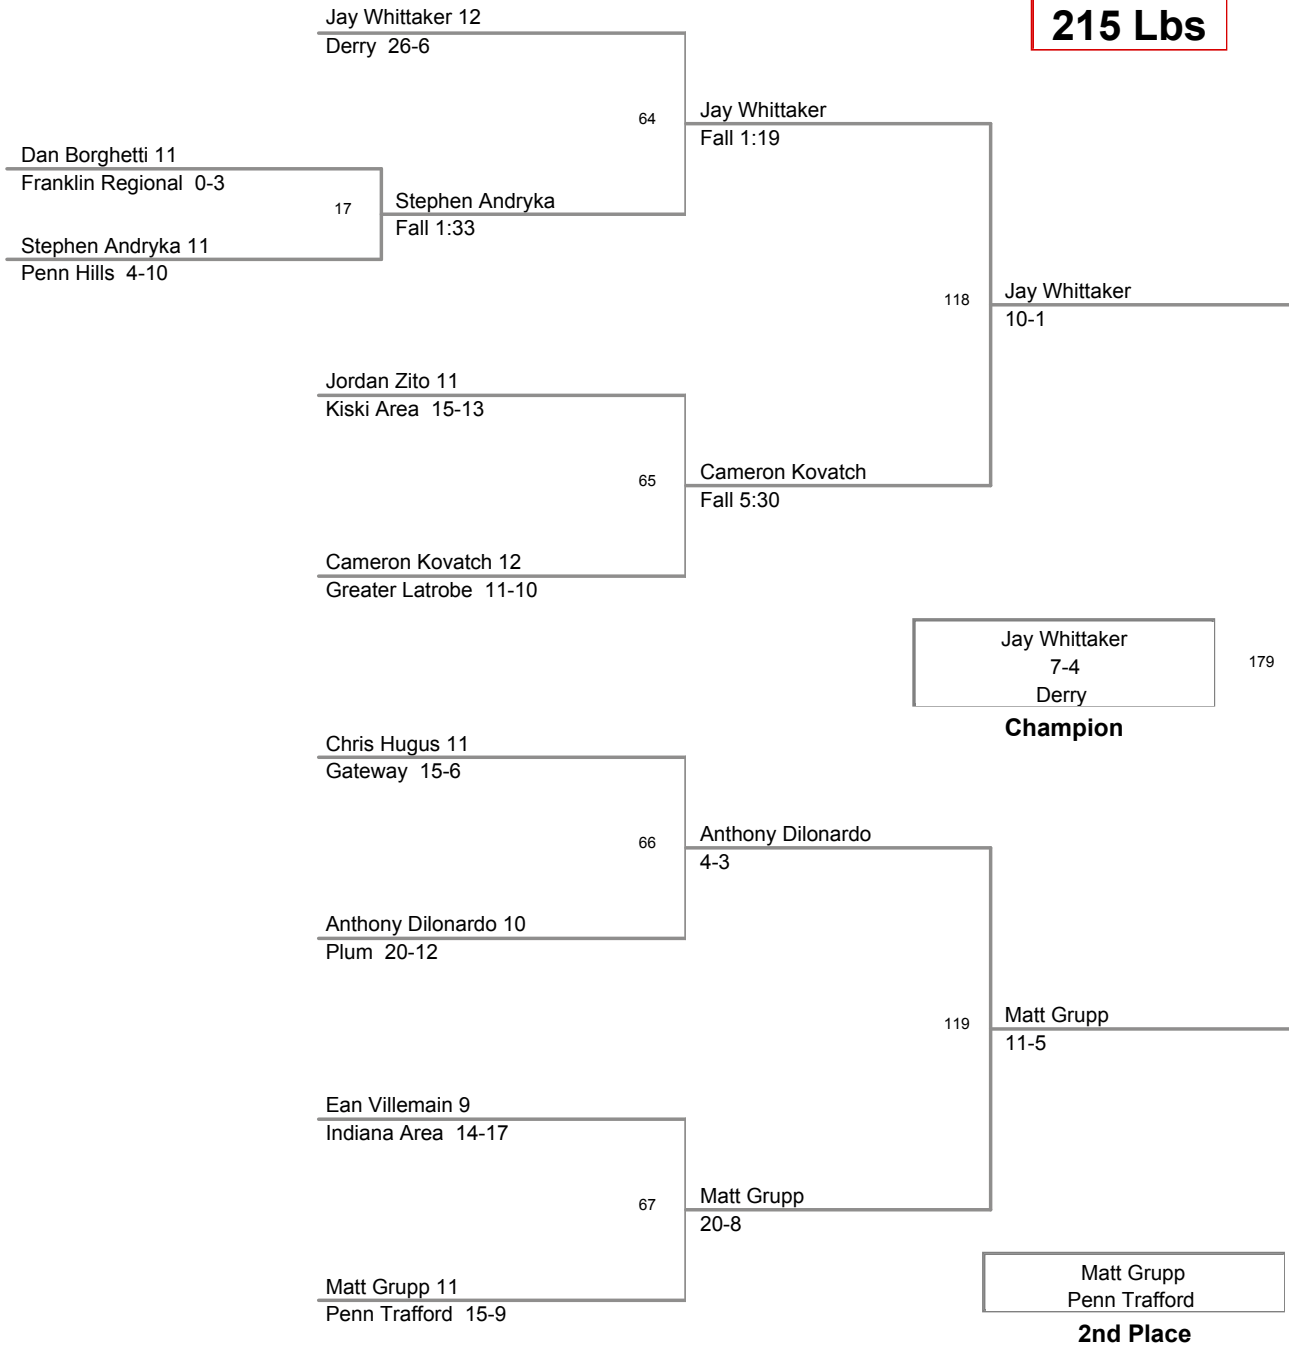 215 Lbs
Jay Whittaker 12
Derry 26-6
64
Jay Whittaker
Fall 1:19
Dan Borghetti 11
Franklin Regional 0-3
17
Stephen Andryka
Fall 1:33
Stephen Andryka 11
Penn Hills 4-10
118
Jay Whittaker
10-1
Jordan Zito 11
Kiski Area 15-13
65
Cameron Kovatch
Fall 5:30
Cameron Kovatch 12
Greater Latrobe 11-10
Jay Whittaker
7-4
Derry
179
Champion
Chris Hugus 11
Gateway 15-6
66
Anthony Dilonardo
4-3
Anthony Dilonardo 10
Plum 20-12
119
Matt Grupp
11-5
Ean Villemain 9
Indiana Area 14-17
67
Matt Grupp
20-8
Matt Grupp 11
Penn Trafford 15-9
Matt Grupp
Penn Trafford
2nd Place